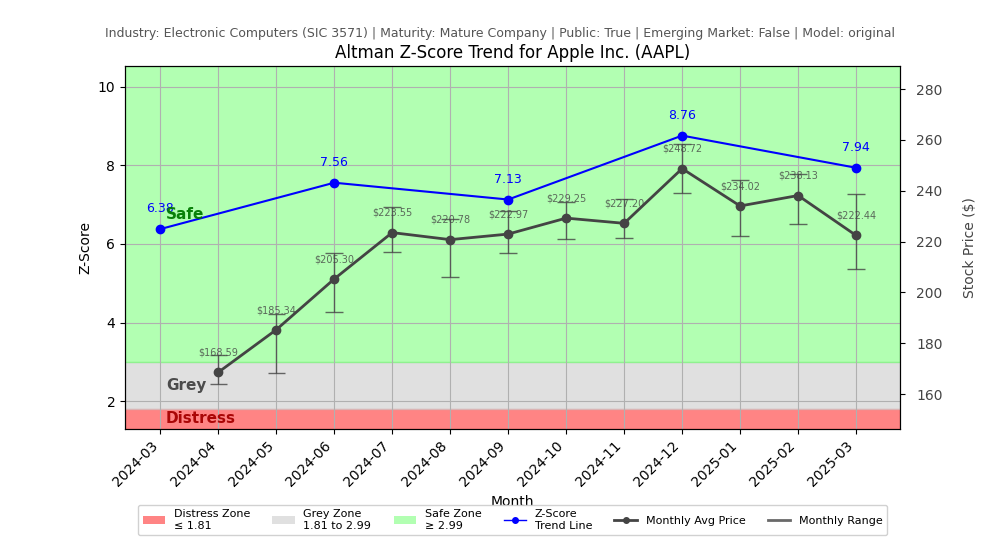 Industry: Electronic Computers (SIC 3571) | Maturity: Mature Company | Public: True | Emerging Market: False | Model: original
Altman Z-Score Trend for Apple Inc. (AAPL)
10
8
6
4
2
Z-Score
280
260
240
220
200
180
160
Stock Price ($)
6.38
7.56
7.13
8.76
7.94
$168.59
$185.34
$205.30
$223.55
$220.78
$222.97
$229.25
$227.20
$248.72
$234.02
$238.13
$222.44
Safe
Grey
Distress
2024-03
2024-04
2024-05
2024-06
2024-07
2024-08
2024-09
2024-10
2024-11
2024-12
2025-01
2025-02
2025-03
Month
Distress Zone
≤ 1.81
Grey Zone
1.81 to 2.99
Safe Zone
≥ 2.99
Z-Score
Trend Line
Monthly Avg Price
Monthly Range